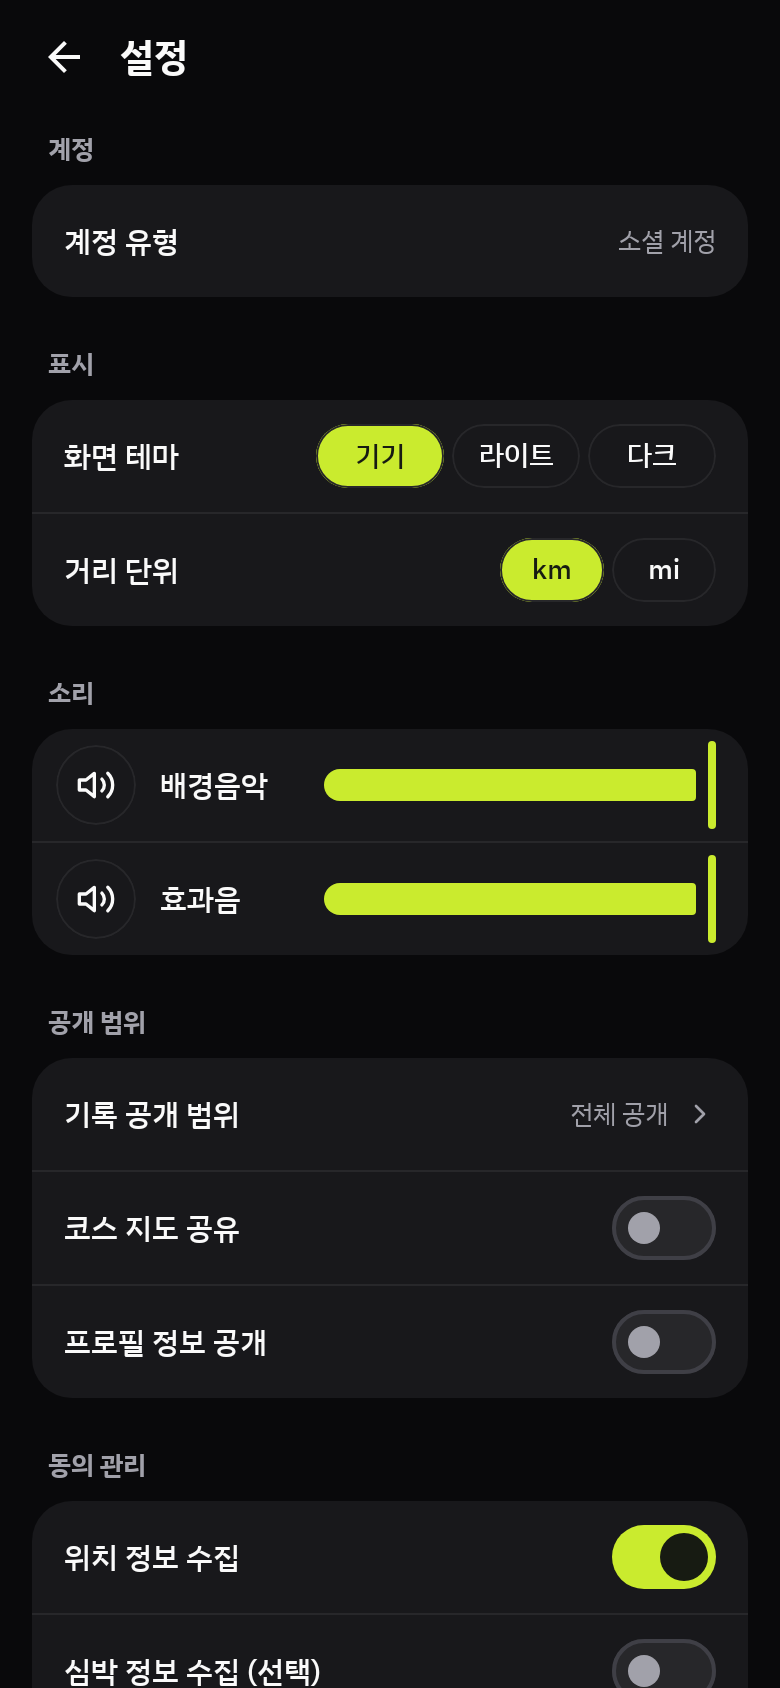 설정
계정
계정 유형 소셜 계정
표시
화면 테마 기기 라이트 다크
거리 단위 km mi
소리
배경음악
효과음
공개 범위
기록 공개 범위 전체 공개
코스 지도 공유
프로필 정보 공개
동의 관리
위치 정보 수집
심박 정보 수집 (선택)